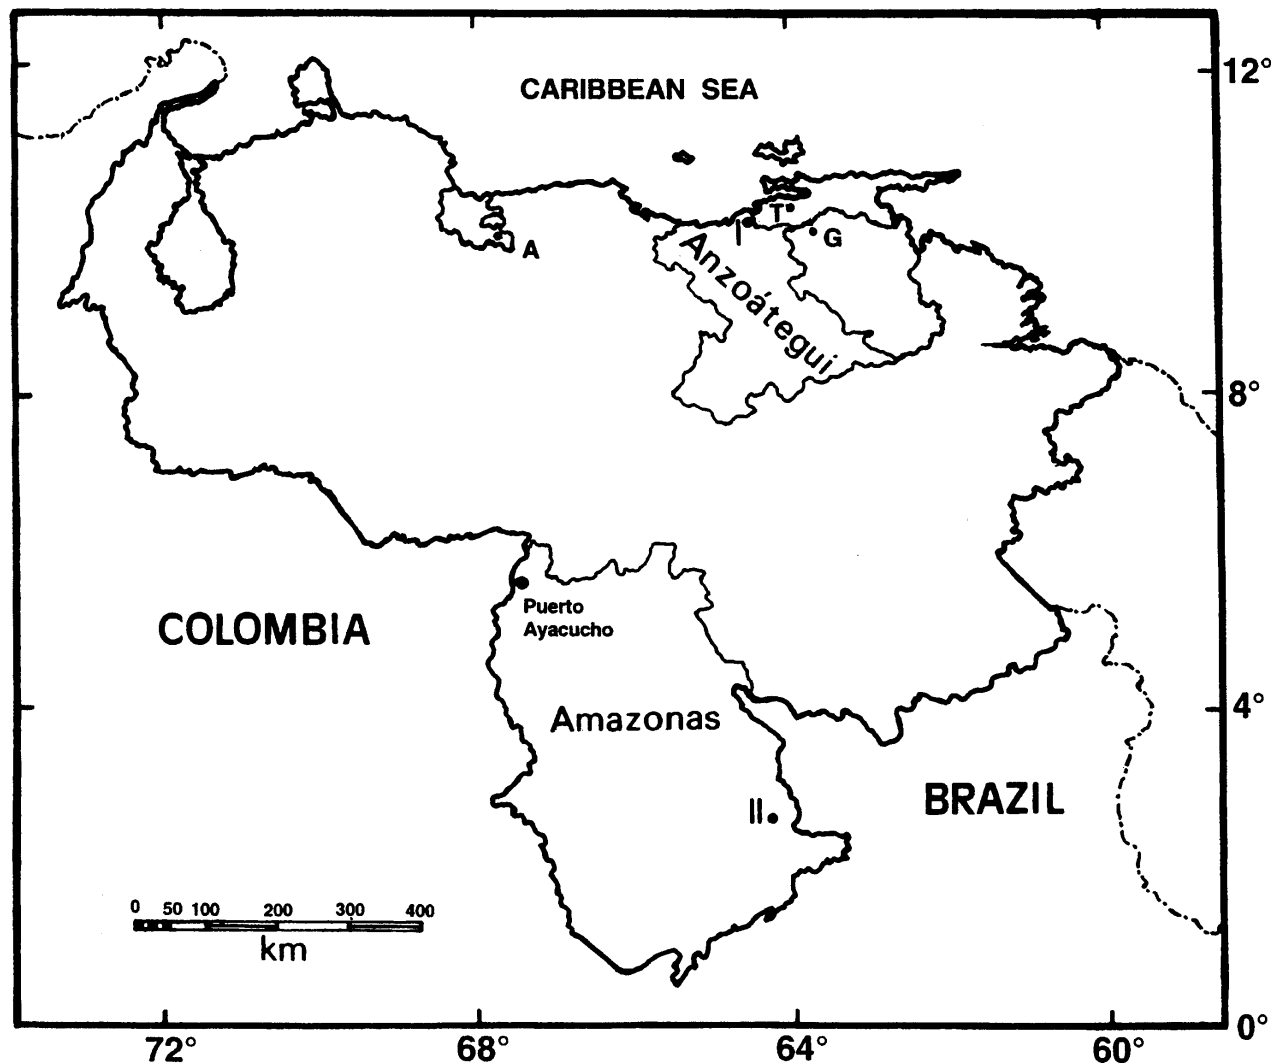 CARIBBEAN SEA
12°
T
I
G
A
Anzoátegui
8°
Puerto
Ayacucho
COLOMBIA
Amazonas
4°
BRAZIL
II
0 50 100 200 300 400
km
0°
72° 68° 64° 60°